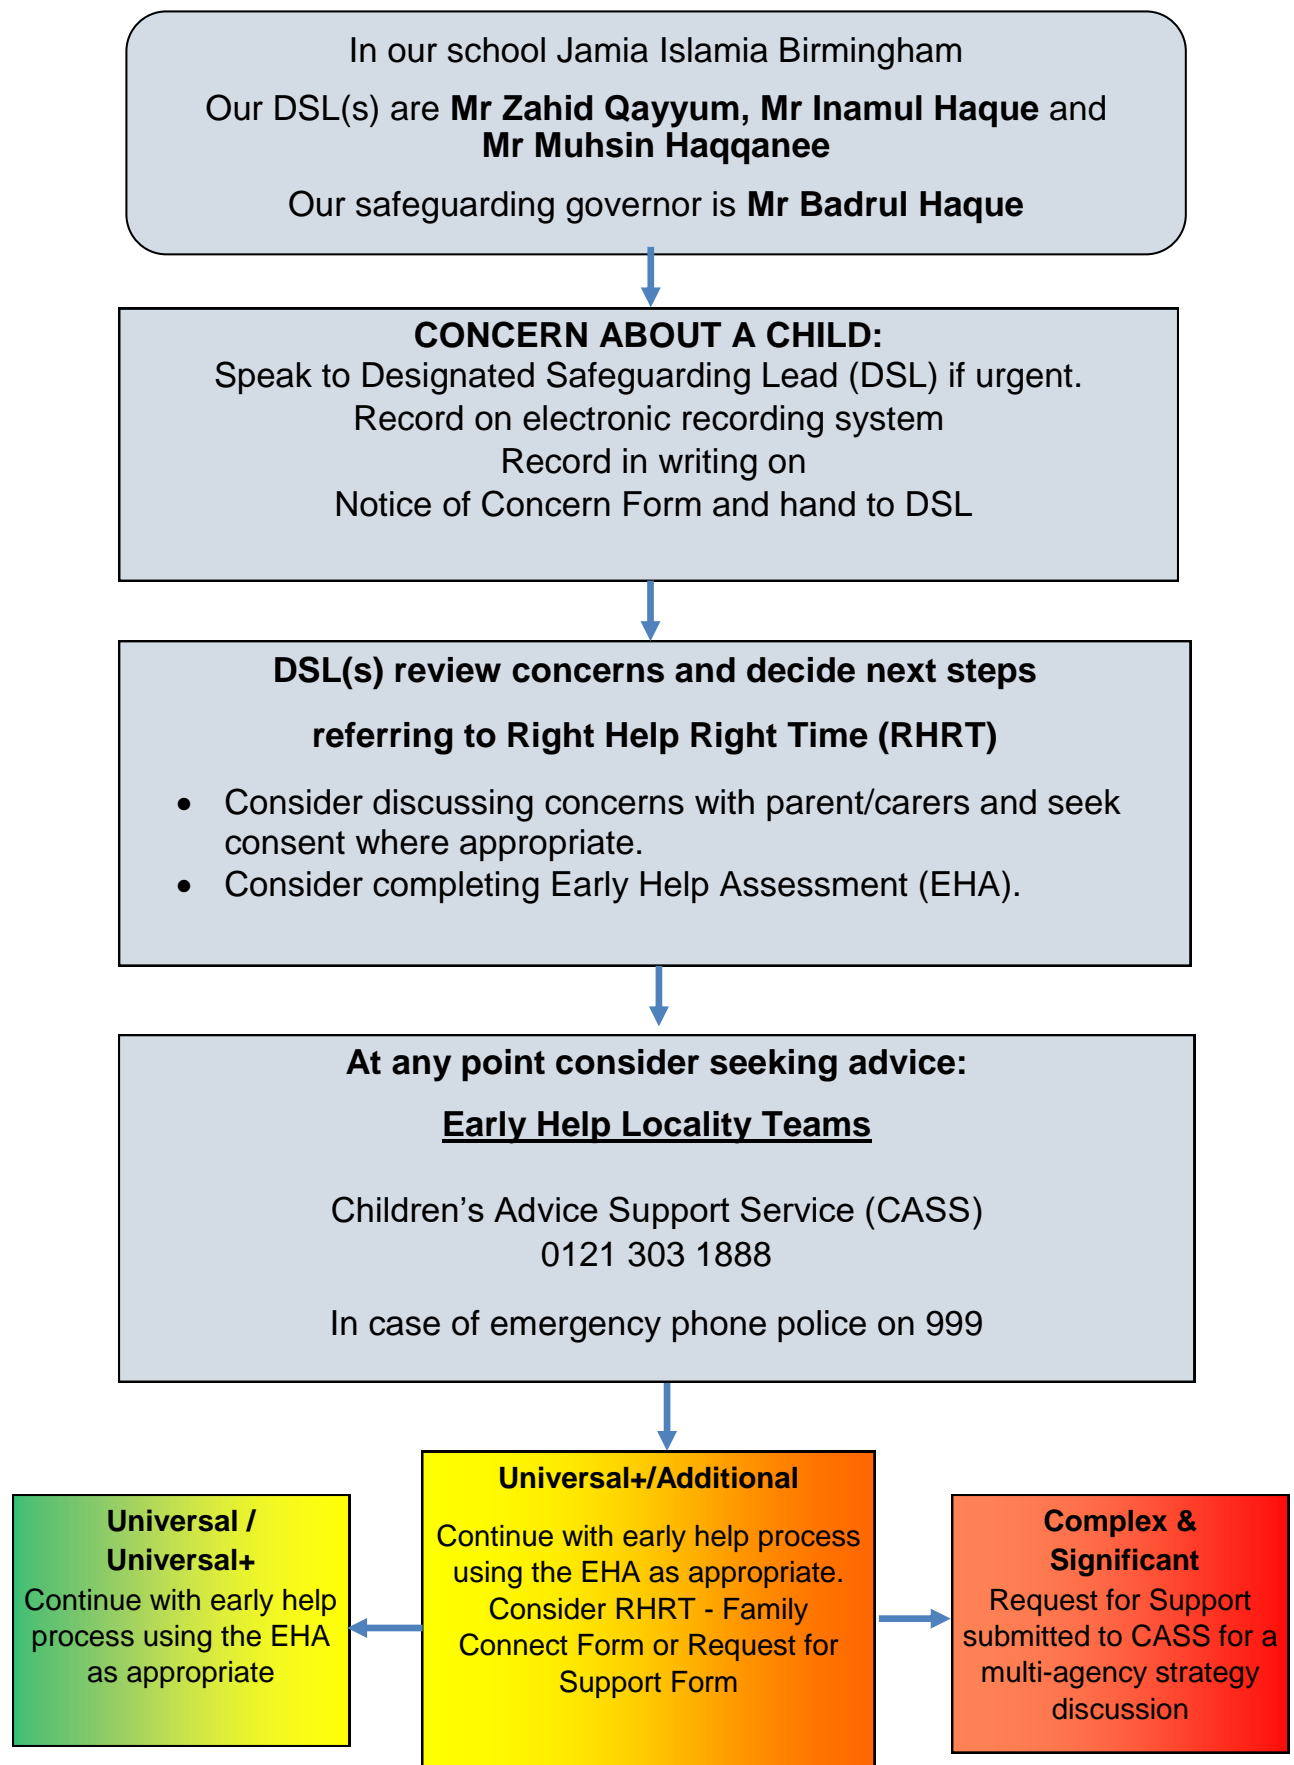 In our school Jamia Islamia Birmingham
Our DSL(s) are Mr Zahid Qayyum, Mr Inamul Haque and
Mr Muhsin Haqqanee
Our safeguarding governor is Mr Badrul Haque
CONCERN ABOUT A CHILD:
Speak to Designated Safeguarding Lead (DSL) if urgent.
Record on electronic recording system
Record in writing on
Notice of Concern Form and hand to DSL
DSL(s) review concerns and decide next steps
referring to Right Help Right Time (RHRT)
• Consider discussing concerns with parent/carers and seek
consent where appropriate.
• Consider completing Early Help Assessment (EHA).
At any point consider seeking advice:
Early Help Locality Teams
Children’s Advice Support Service (CASS)
0121 303 1888
In case of emergency phone police on 999
Universal /
Universal+
Continue with early help
process using the EHA
as appropriate
Universal+/Additional
Continue with early help process
using the EHA as appropriate.
Consider RHRT - Family
Connect Form or Request for
Support Form
Complex &
Significant
Request for Support
submitted to CASS for a
multi-agency strategy
discussion